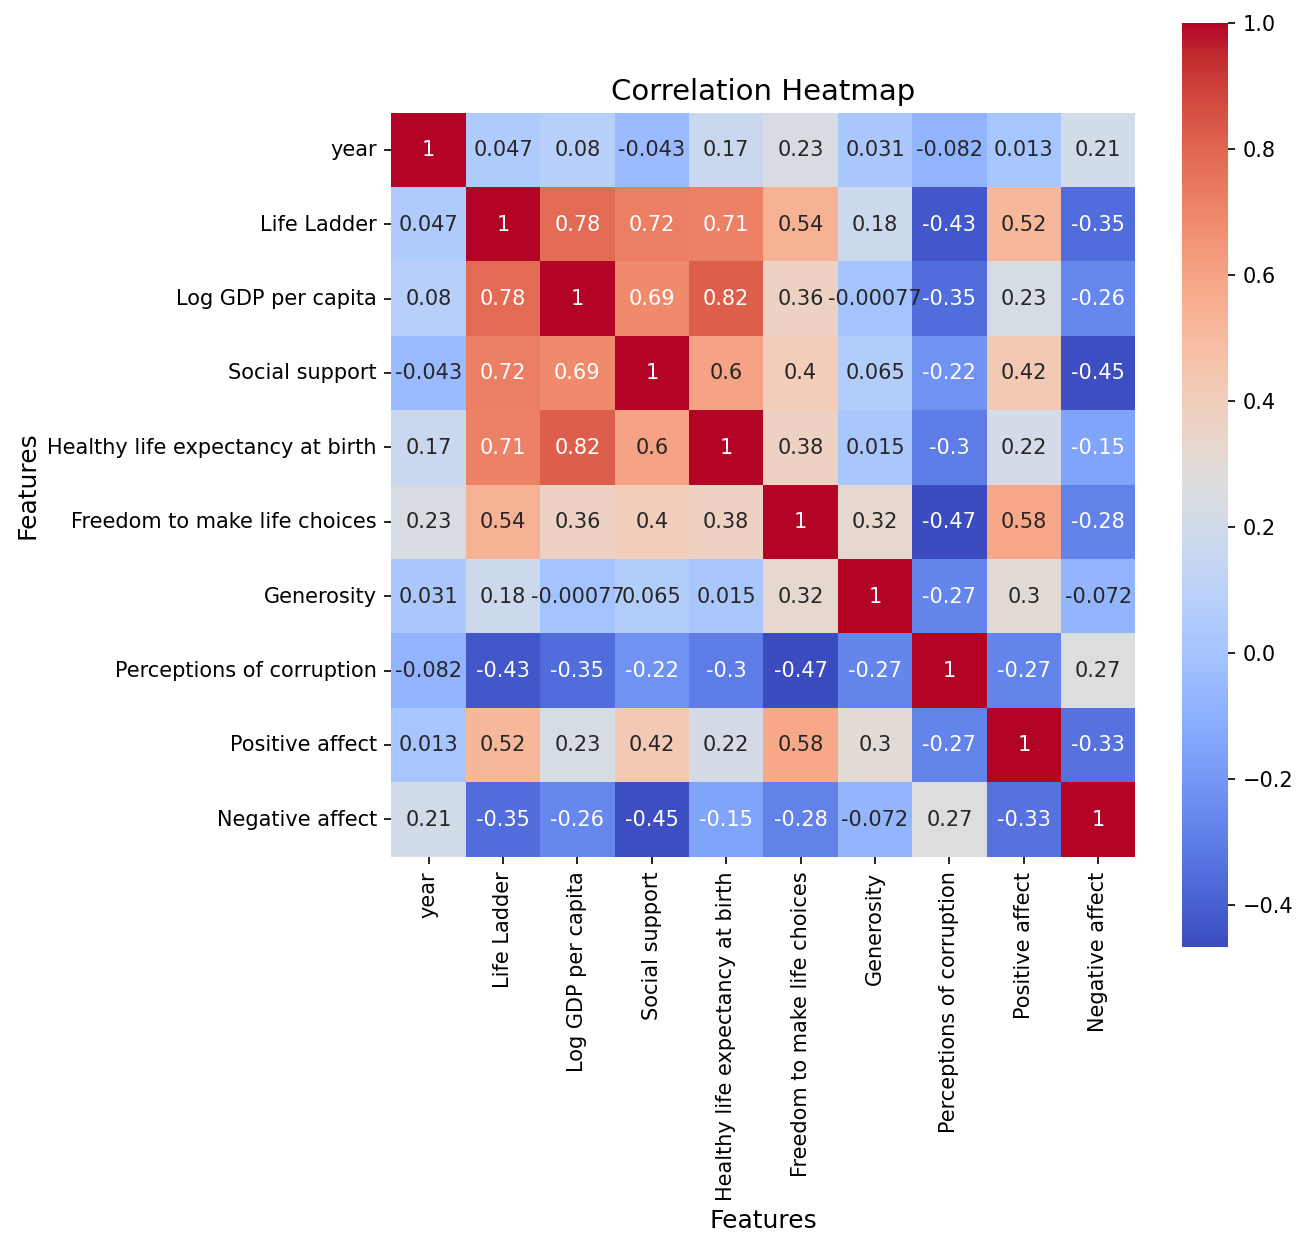 Correlation Heatmap
year 1 0.047 0.08 -0.043 0.17 0.23 0.031 -0.082 0.013 0.21
Life Ladder 0.047 1 0.78 0.72 0.71 0.54 0.18 -0.43 0.52 -0.35
Log GDP per capita 0.08 0.78 1 0.69 0.82 0.36 -0.00077 -0.35 0.23 -0.26
Social support -0.043 0.72 0.69 1 0.6 0.4 0.065 -0.22 0.42 -0.45
Healthy life expectancy at birth 0.17 0.71 0.82 0.6 1 0.38 0.015 -0.3 0.22 -0.15
Freedom to make life choices 0.23 0.54 0.36 0.4 0.38 1 0.32 -0.47 0.58 -0.28
Generosity 0.031 0.18 -0.00077 0.065 0.015 0.32 1 -0.27 0.3 -0.072
Perceptions of corruption -0.082 -0.43 -0.35 -0.22 -0.3 -0.47 -0.27 1 -0.27 0.27
Positive affect 0.013 0.52 0.23 0.42 0.22 0.58 0.3 -0.27 1 -0.33
Negative affect 0.21 -0.35 -0.26 -0.45 -0.15 -0.28 -0.072 0.27 -0.33 1
Features
year
Life Ladder
Log GDP per capita
Social support
Healthy life expectancy at birth
Freedom to make life choices
Generosity
Perceptions of corruption
Positive affect
Negative affect
Features
1.0
0.8
0.6
0.4
0.2
0.0
−0.2
−0.4